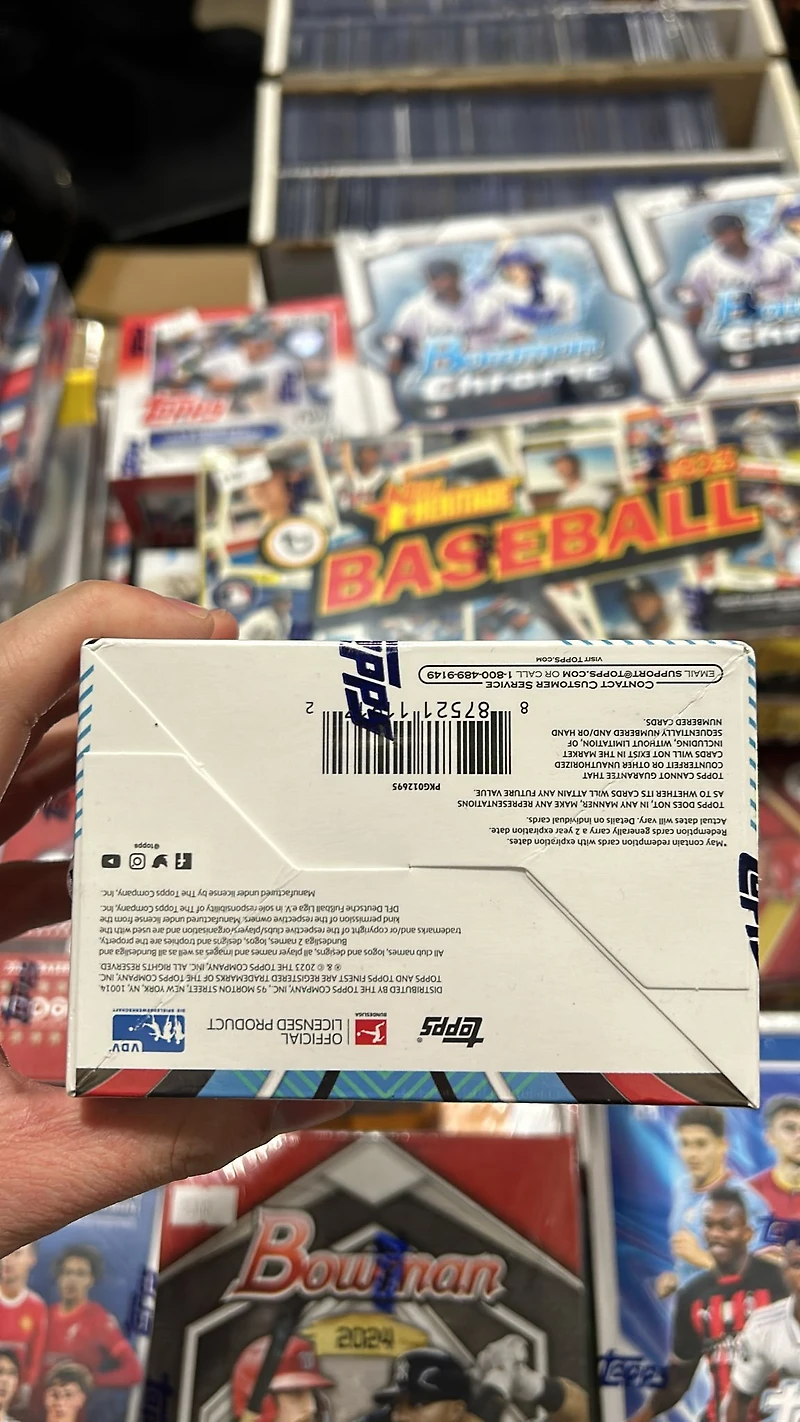 Topps
Bowman
Chrome
Bowman
Chrome
HERITAGE
BASEBALL
Topps
VISIT TOPPS.COM
EMAIL SUPPORT@TOPPS.COM OR CALL 1-800-489-9149
CONTACT CUSTOMER SERVICE
PKG012695
NUMBERED CARDS.
SEQUENTIALLY NUMBERED AND/OR HAND
INCLUDING, WITHOUT LIMITATION, OF,
CARDS WILL NOT EXIST IN THE MARKET
COUNTERFEIT OR OTHER UNAUTHORIZED
TOPPS CANNOT GUARANTEE THAT
AS TO WHETHER ITS CARDS WILL ATTAIN ANY FUTURE VALUE.
TOPPS DOES NOT, IN ANY MANNER, MAKE ANY REPRESENTATIONS
Actual dates will vary. Details on individual cards.
Redemption cards generally carry a 2 year expiration date.
*May contain redemption cards with expiration dates.
@topps
Manufactured under license by The Topps Company, Inc.
DFL Deutsche Fußball Liga e.V. in sole responsibility of The Topps Company, Inc.
kind permission of the respective owners. Manufactured under license from the
trademarks and/or copyright of the respective clubs/players/organisation and are used with the
Bundesliga 2 names, logos, designs and trophies are the property,
All club names, logos and designs, all player names and images as well as all Bundesliga and
® & © 2023 THE TOPPS COMPANY, INC. ALL RIGHTS RESERVED.
TOPPS AND TOPPS FINEST ARE REGISTERED TRADEMARKS OF THE TOPPS COMPANY, INC.
DISTRIBUTED BY THE TOPPS COMPANY, INC., 95 MORTON STREET, NEW YORK, NY 10014
topps®
BUNDESLIGA
OFFICIAL
LICENSED PRODUCT
VDV
DIE SPIELERGEWERKSCHAFT
Bowman
2024
topps